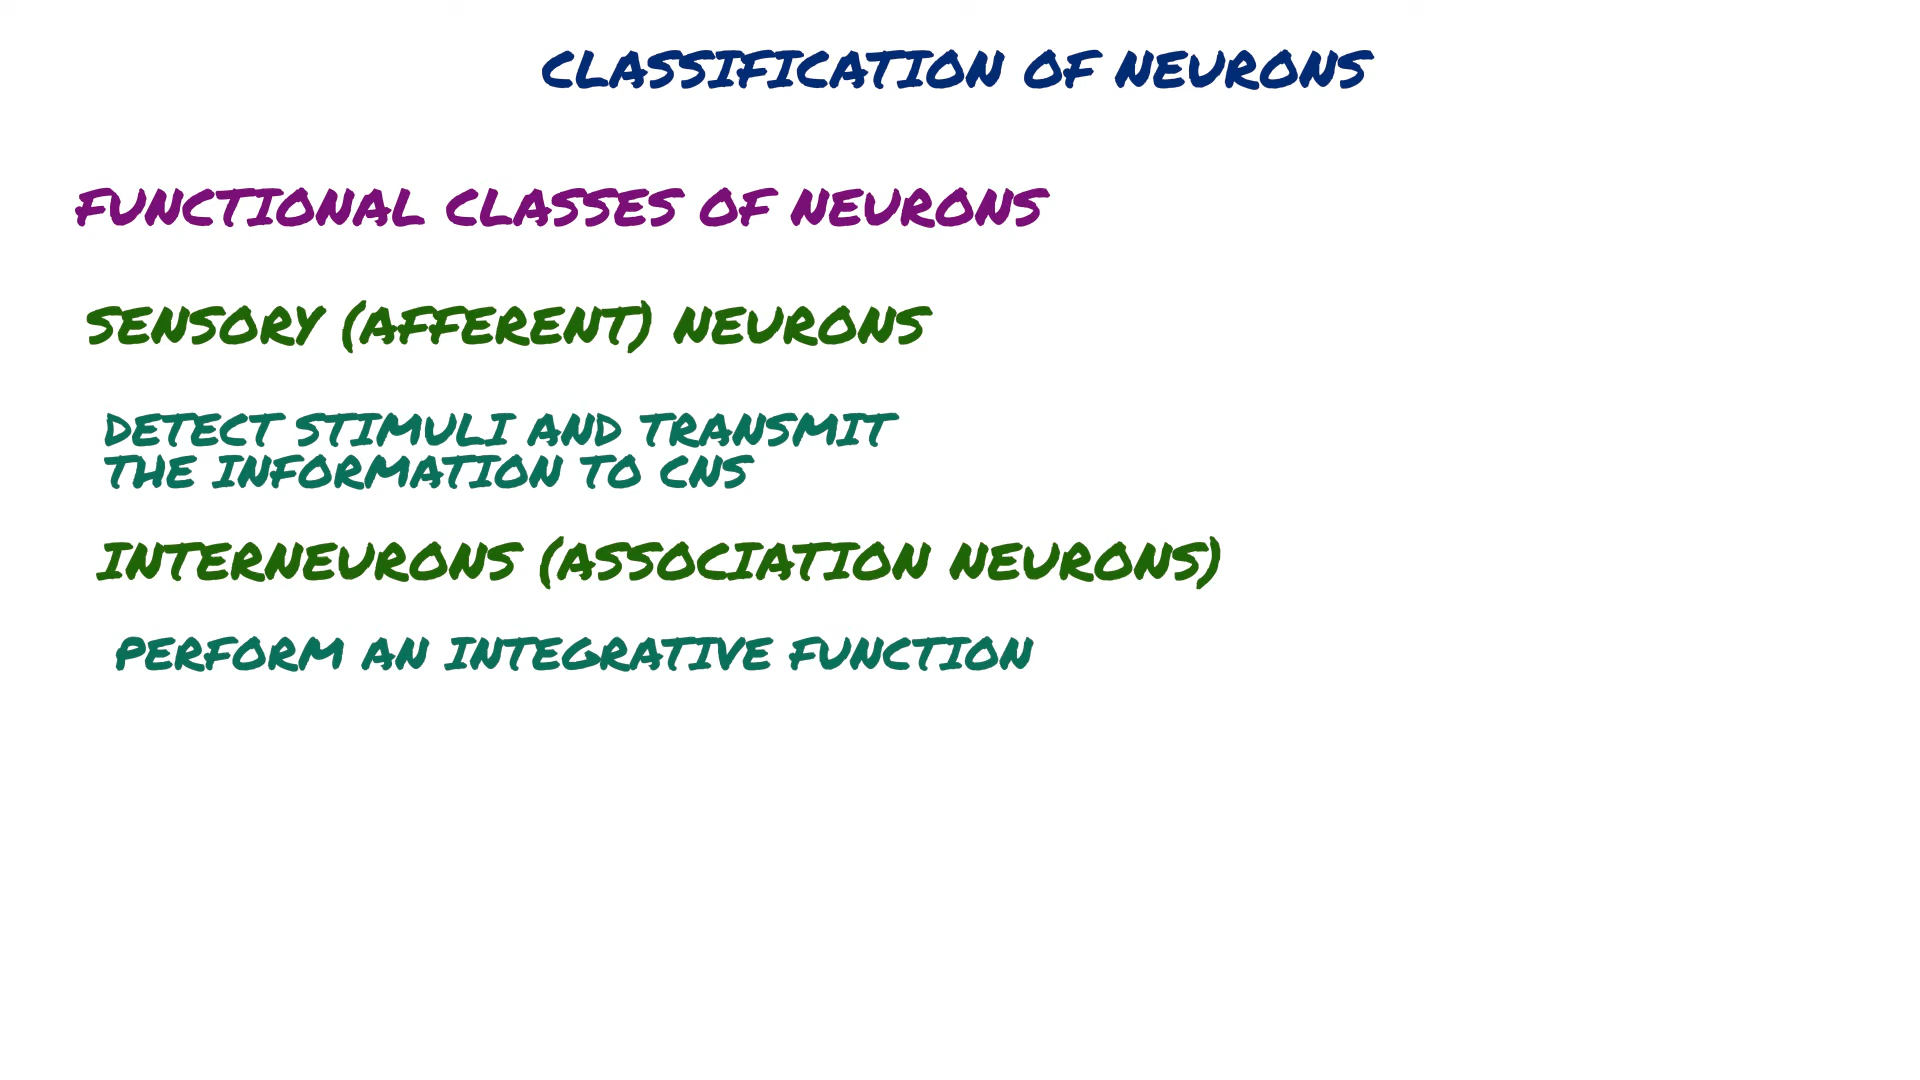 CLASSIFICATION OF NEURONS
FUNCTIONAL CLASSES OF NEURONS
SENSORY (AFFERENT) NEURONS
DETECT STIMULI AND TRANSMIT
THE INFORMATION TO CNS
INTERNEURONS (ASSOCIATION NEURONS)
PERFORM AN INTEGRATIVE FUNCTION